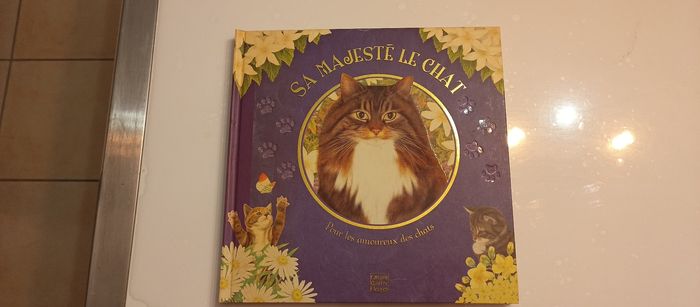 SA MAJESTÉ LE CHAT
Pour les amoureux des chats